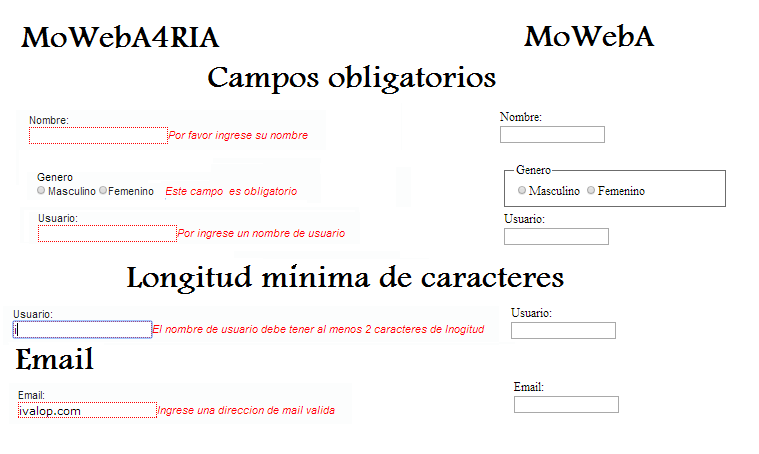 MoWebA4RIA MoWebA
Campos obligatorios
Nombre: Nombre:
Por favor ingrese su nombre
Genero Genero
Masculino Femenino Este campo es obligatorio Masculino Femenino
Usuario: Usuario:
Por ingrese un nombre de usuario
Longitud mínima de caracteres
Usuario: Usuario:
i El nombre de usuario debe tener al menos 2 caracteres de lnogitud
Email
Email: Email:
ivalop.com Ingrese una direccion de mail valida